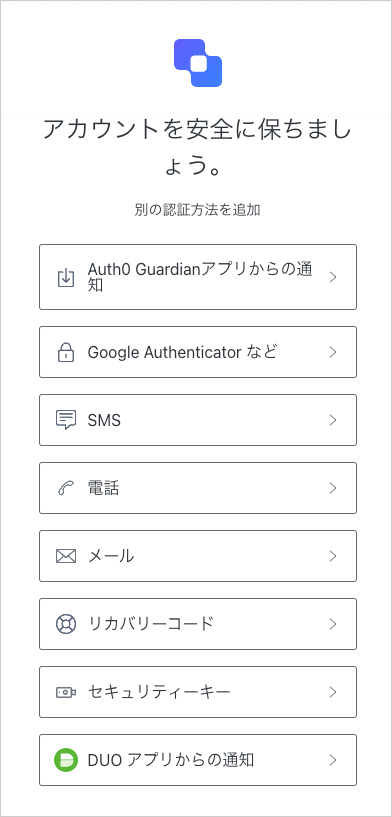 アカウントを安全に保ちまし
ょう。
別の認証方法を追加
Auth0 Guardianアプリからの通
知
Google Authenticator など
SMS
電話
メール
リカバリーコード
セキュリティーキー
DUO アプリからの通知